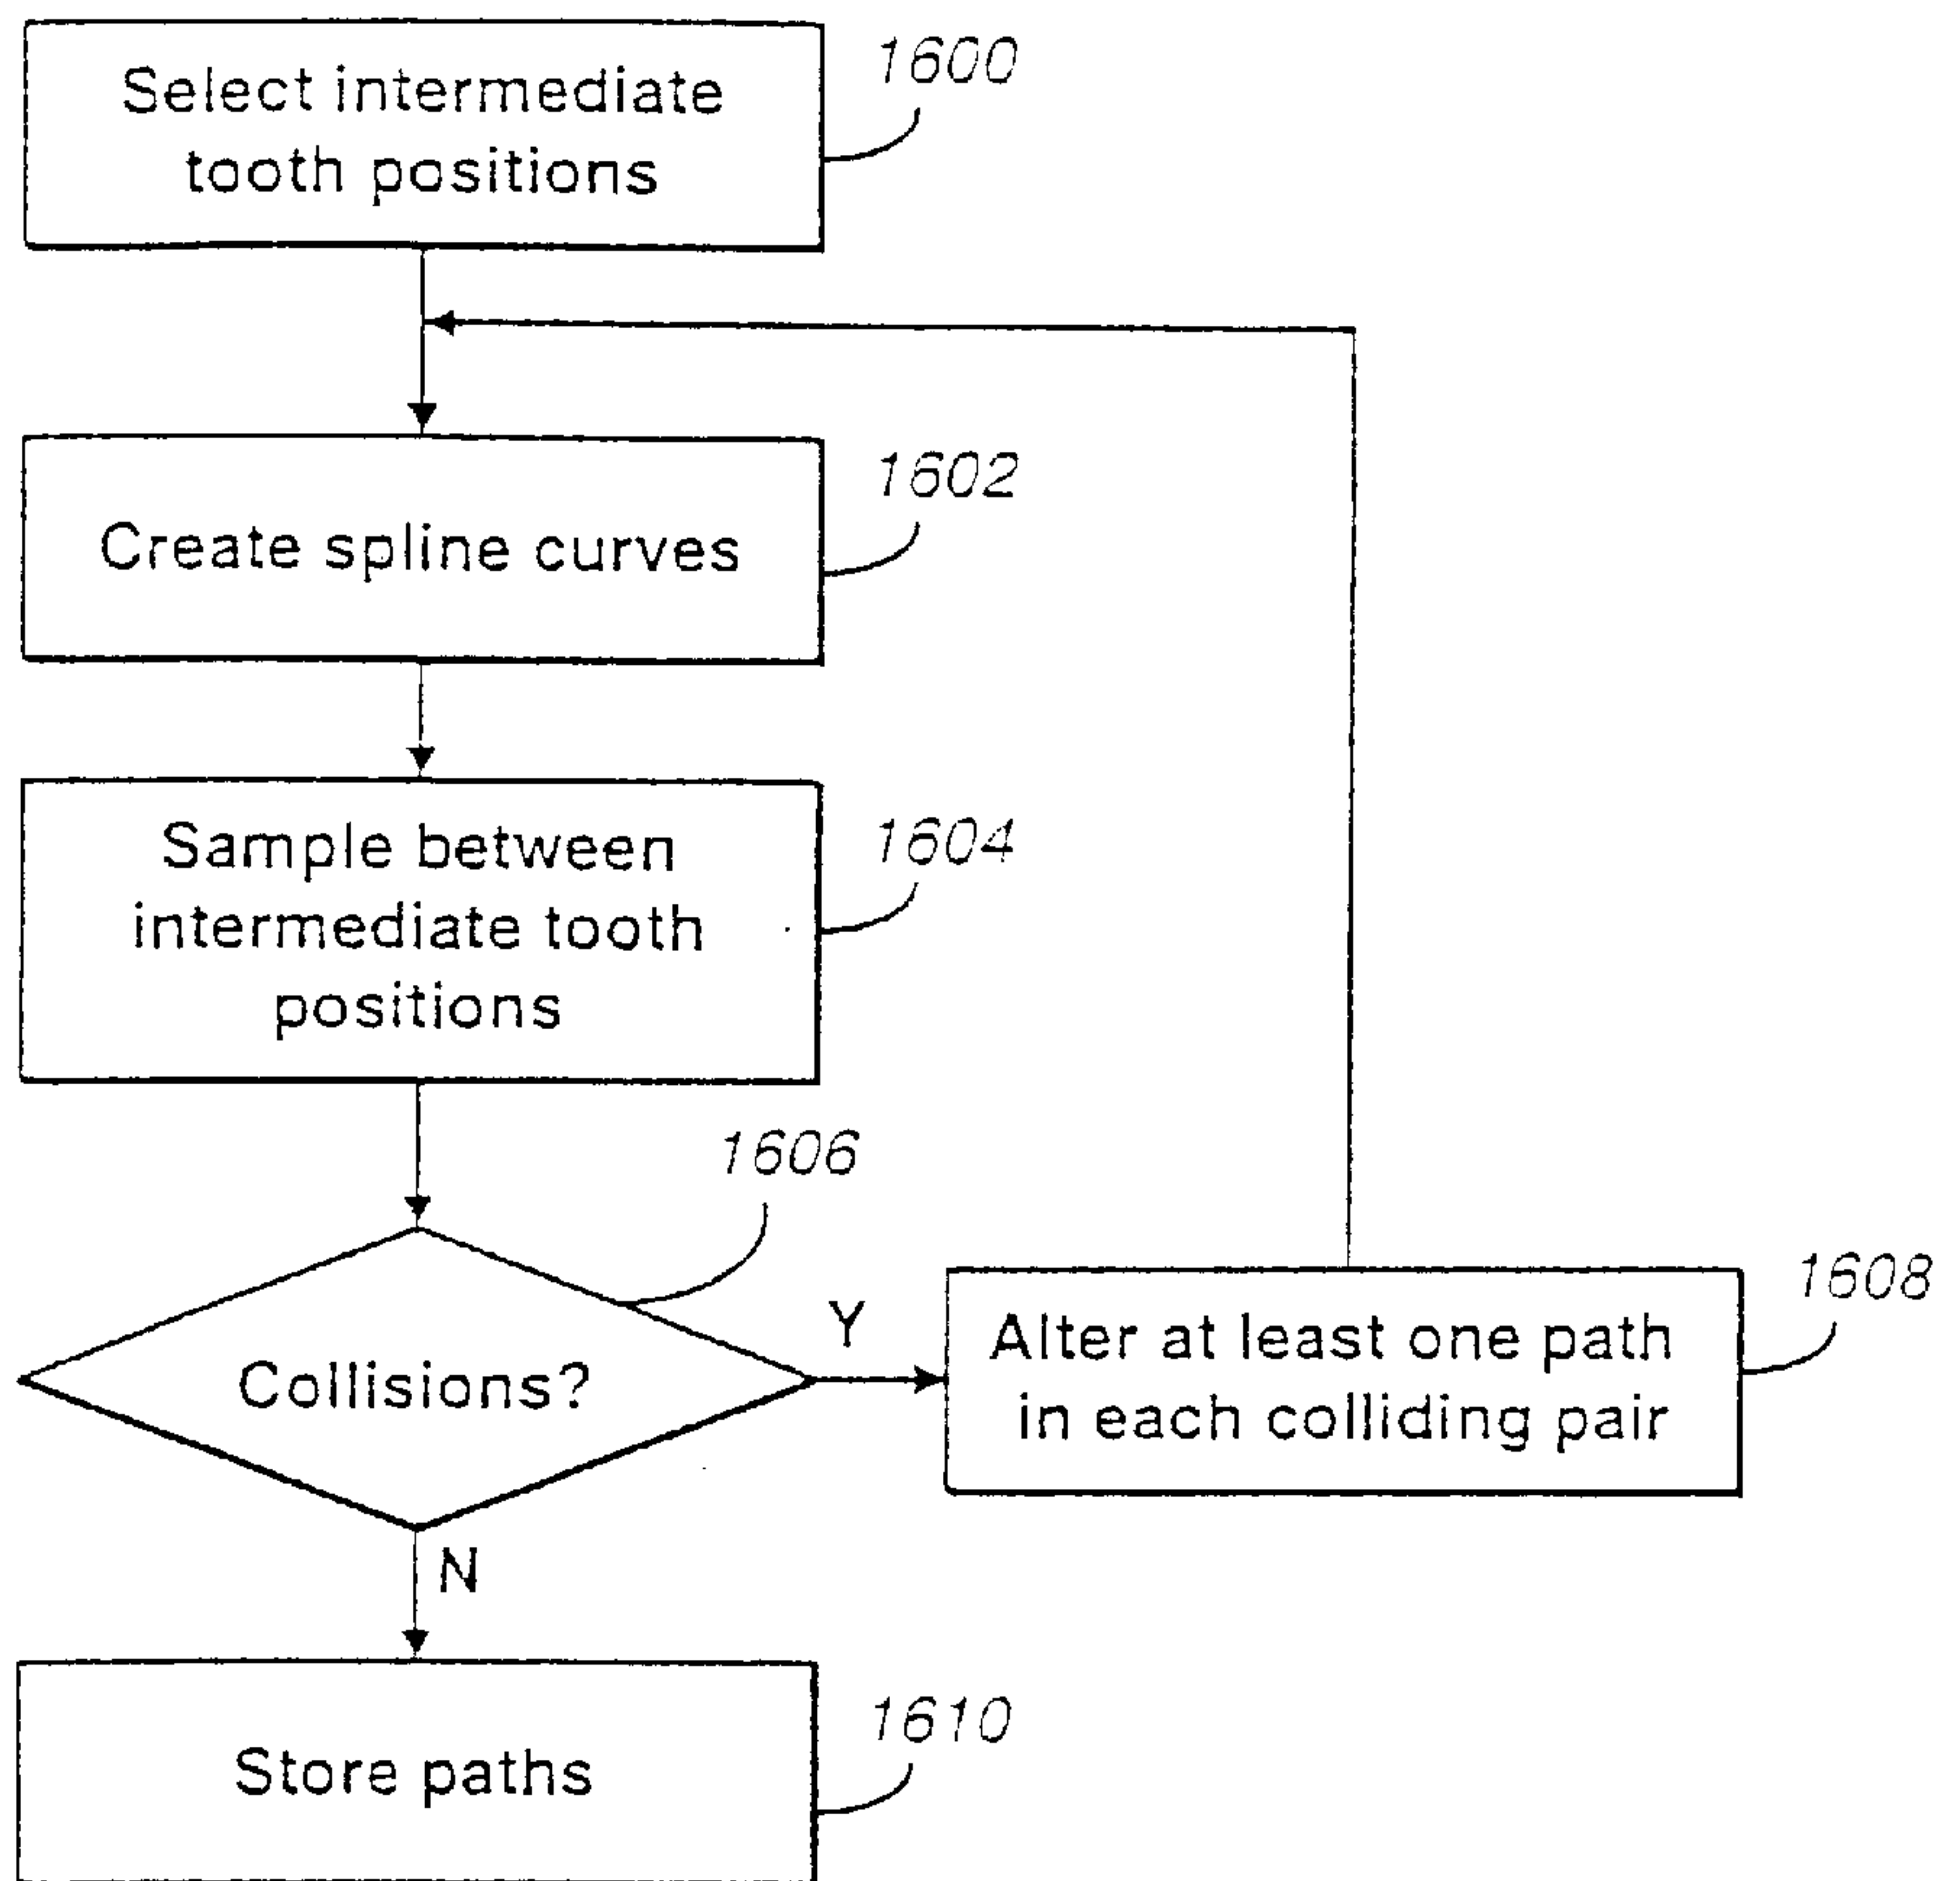 Select intermediate
tooth positions
1600
Create spline curves
1602
Sample between
intermediate tooth
positions
1604
1606
Collisions?
Y
Alter at least one path
in each colliding pair
1608
N
Store paths
1610